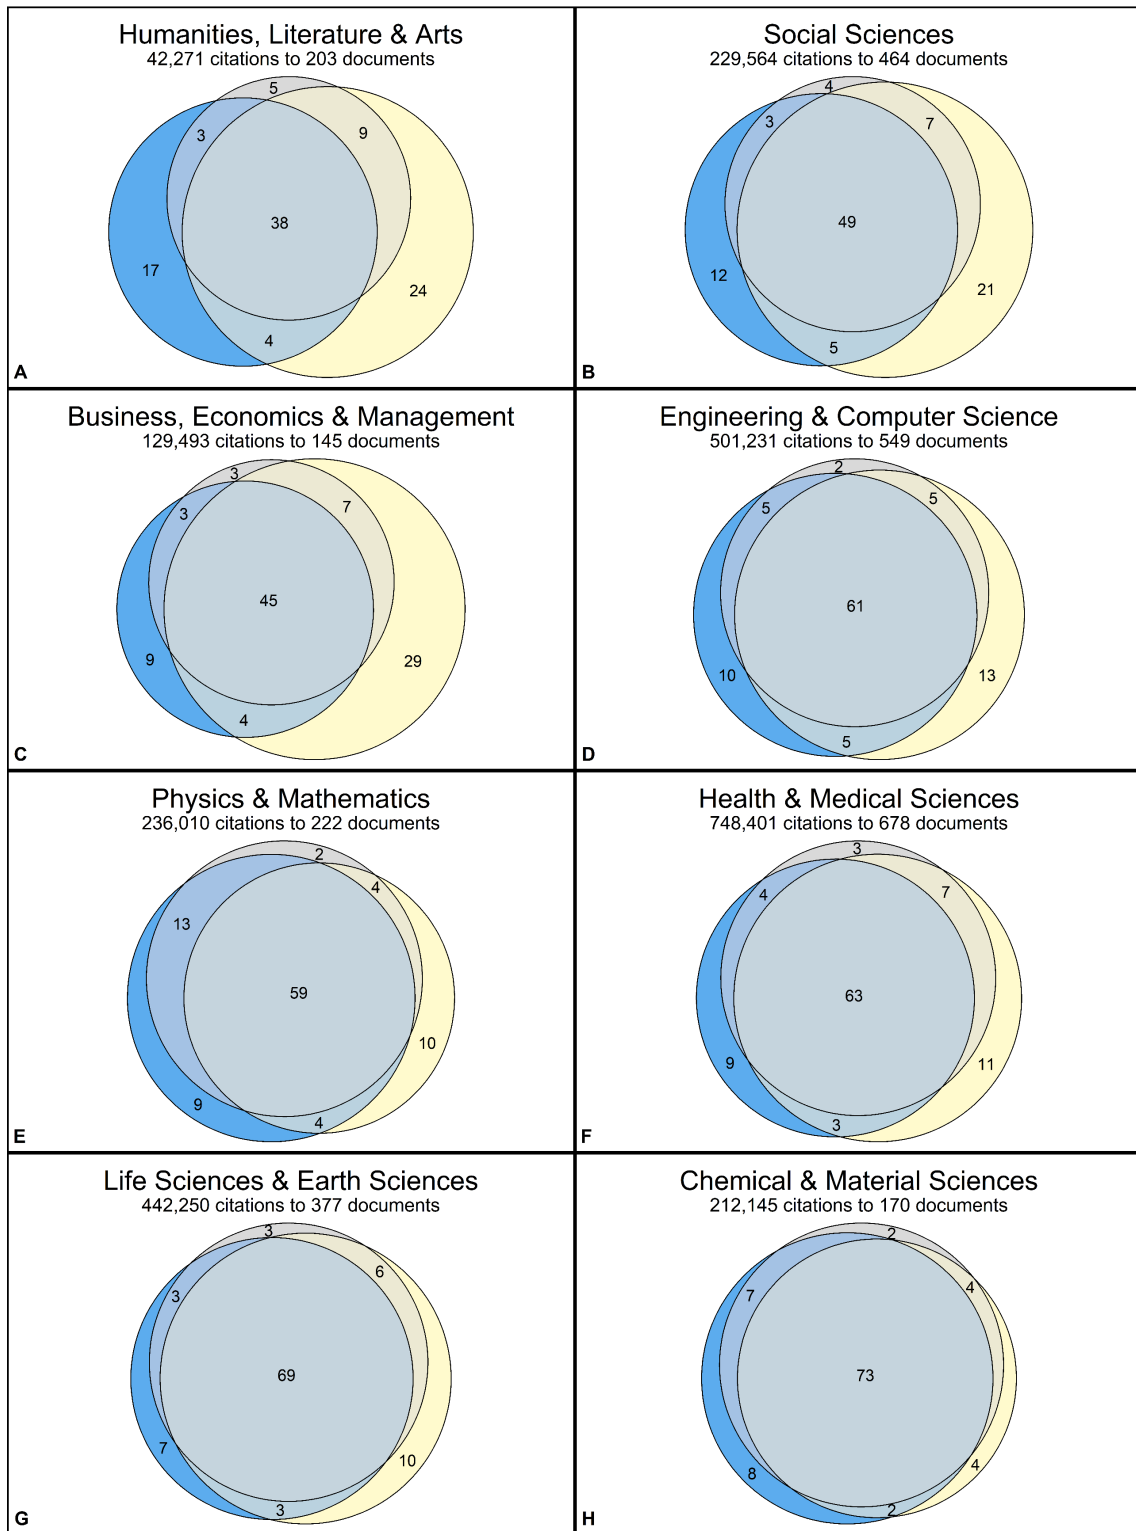 Humanities, Literature & Arts
42,271 citations to 203 documents
5
3
9
38
17
24
4
A
Social Sciences
229,564 citations to 464 documents
4
3
7
49
12
21
5
B
Business, Economics & Management
129,493 citations to 145 documents
3
3
7
45
9
29
4
C
Engineering & Computer Science
501,231 citations to 549 documents
2
5
5
61
10
13
5
D
Physics & Mathematics
236,010 citations to 222 documents
2
4
13
59
10
9
4
E
Health & Medical Sciences
748,401 citations to 678 documents
3
4
7
63
9
11
3
F
Life Sciences & Earth Sciences
442,250 citations to 377 documents
3
6
3
69
7
10
3
G
Chemical & Material Sciences
212,145 citations to 170 documents
2
4
7
73
8
4
2
H